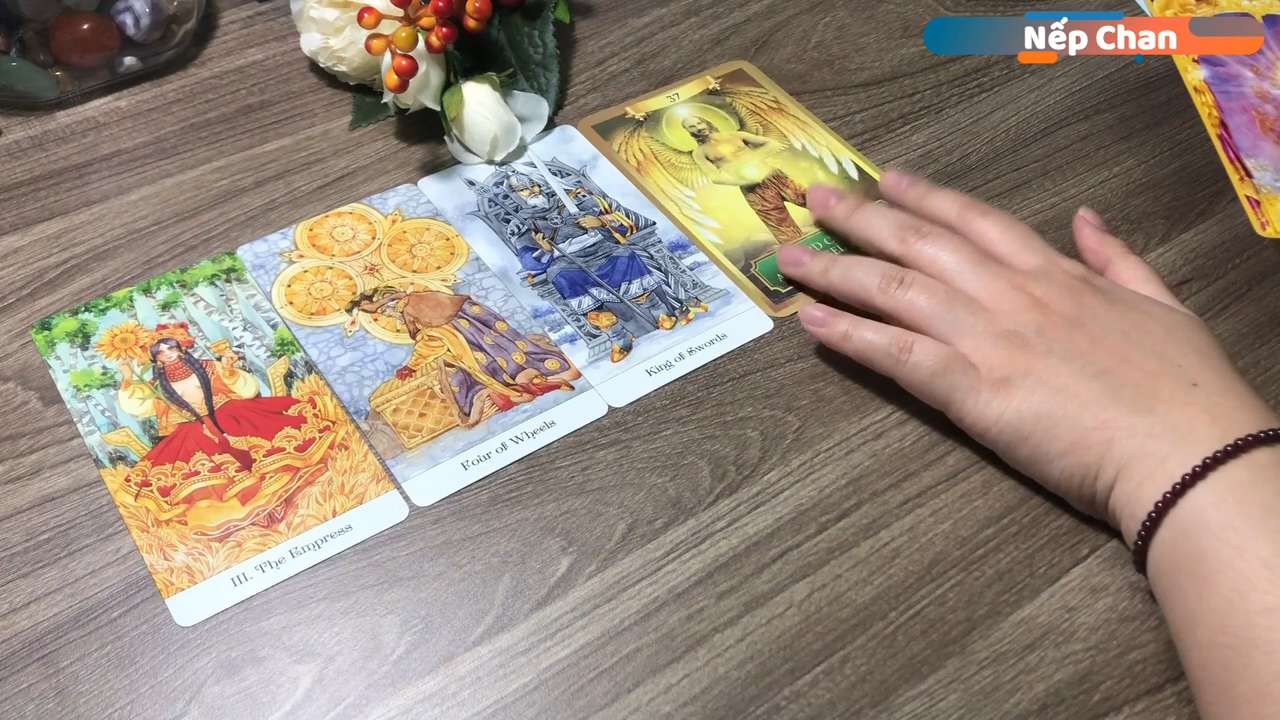 Nếp Chan
37
King of Swords
Four of Wheels
III. The Empress